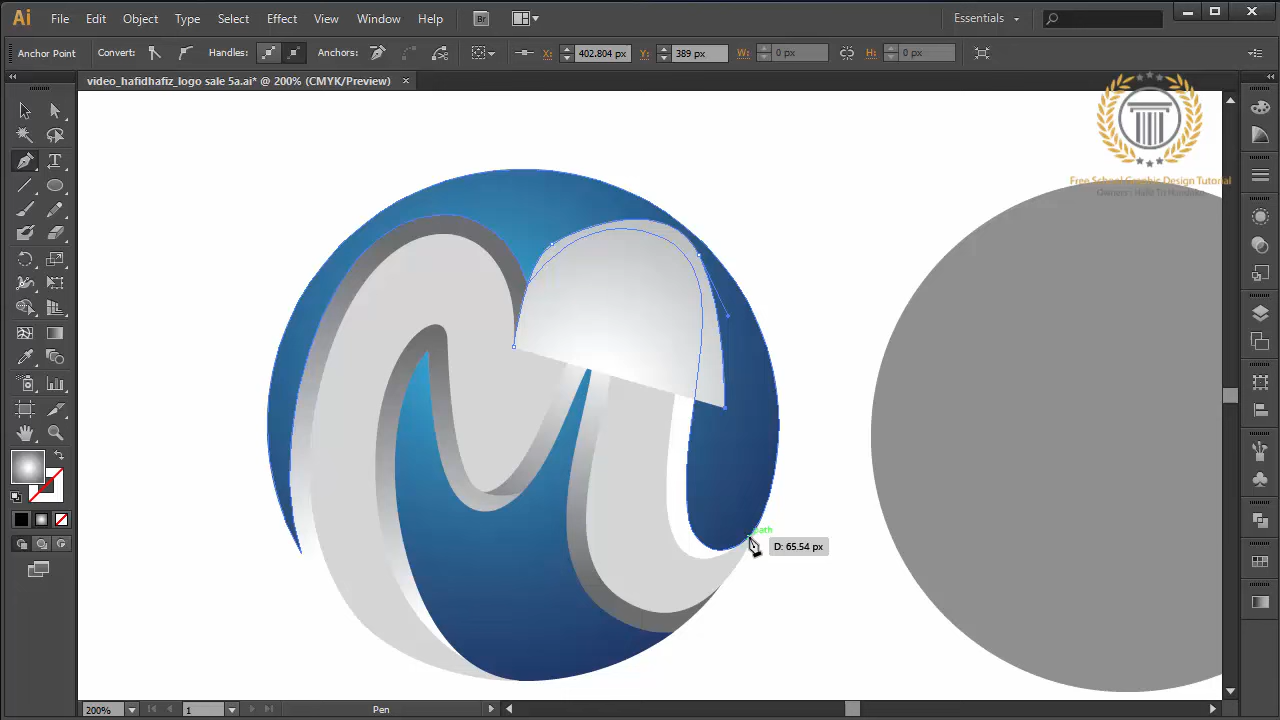 Ai File Edit Object Type Select Effect View Window Help Br Essentials
Anchor Point Convert: Handles: Anchors: X: 402.804 px Y: 389 px W: 0 px H: 0 px
video_hafidhafiz_logo sale 5a.ai* @ 200% (CMYK/Preview)
Free School Graphic Design Tutorial
path
D: 65.54 px
200% 1 Pen